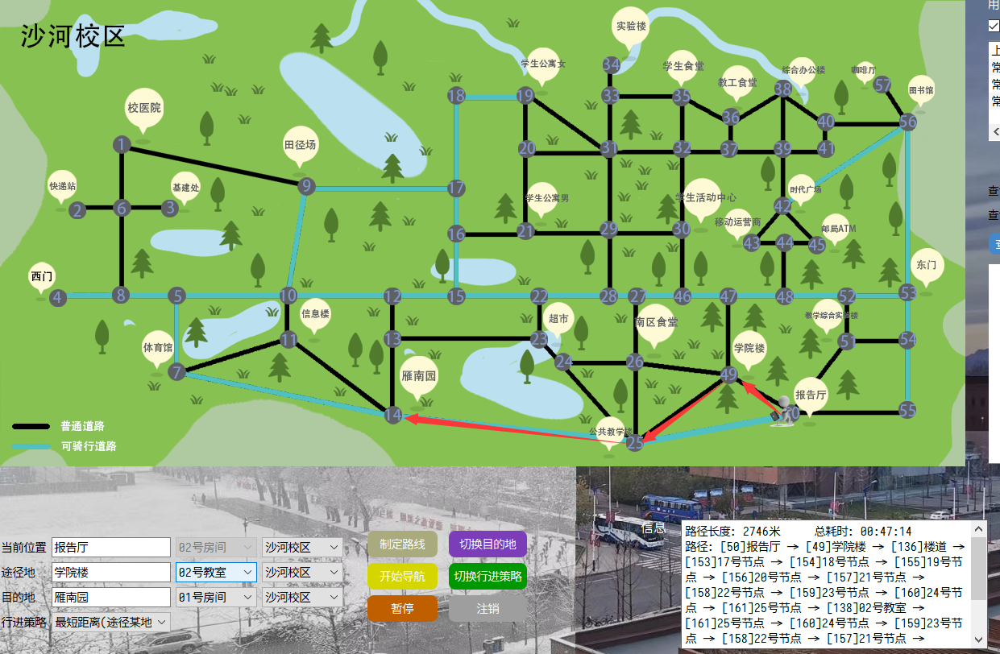 沙河校区
用
上
常
常
常
<
查
查
实验楼
学生公寓女
学生食堂
教工食堂
综合办公楼
咖啡厅
图书馆
校医院
田径场
快递站
基建处
学生公寓男
学生活动中心
时代广场
移动运营商
邮局ATM
西门
东门
信息楼
超市
南区食堂
教学综合实验楼
体育馆
雁南园
学院楼
报告厅
公共教学楼
34
18 19 33 35 38 57
36 40 56
1 20 31 32 37 39 41
9 17
2 6 3 42
16 21 29 30 43 44 45
4 8 5 10 12 15 22 28 27 46 47 48 52 53
11 13 23 51 54
7 24 26 49
14 55
25
普通道路
可骑行道路
当前位置 报告厅 02号房间 沙河校区
途径地 学院楼 02号教室 沙河校区
目的地 雁南园 01号房间 沙河校区
行进策略 最短距离(途径某地
制定路线 切换目的地
开始导航 切换行进策略
暂停 注销
信息
路径长度: 2746米 总耗时: 00:47:14
路径: [50]报告厅 -> [49]学院楼 -> [136]楼道 ->
[153]17号节点 -> [154]18号节点 -> [155]19号节
点 -> [156]20号节点 -> [157]21号节点 ->
[158]22号节点 -> [159]23号节点 -> [160]24号节
点 -> [161]25号节点 -> [138]02号教室 ->
[161]25号节点 -> [160]24号节点 -> [159]23号节
点 -> [158]22号节点 -> [157]21号节点 ->